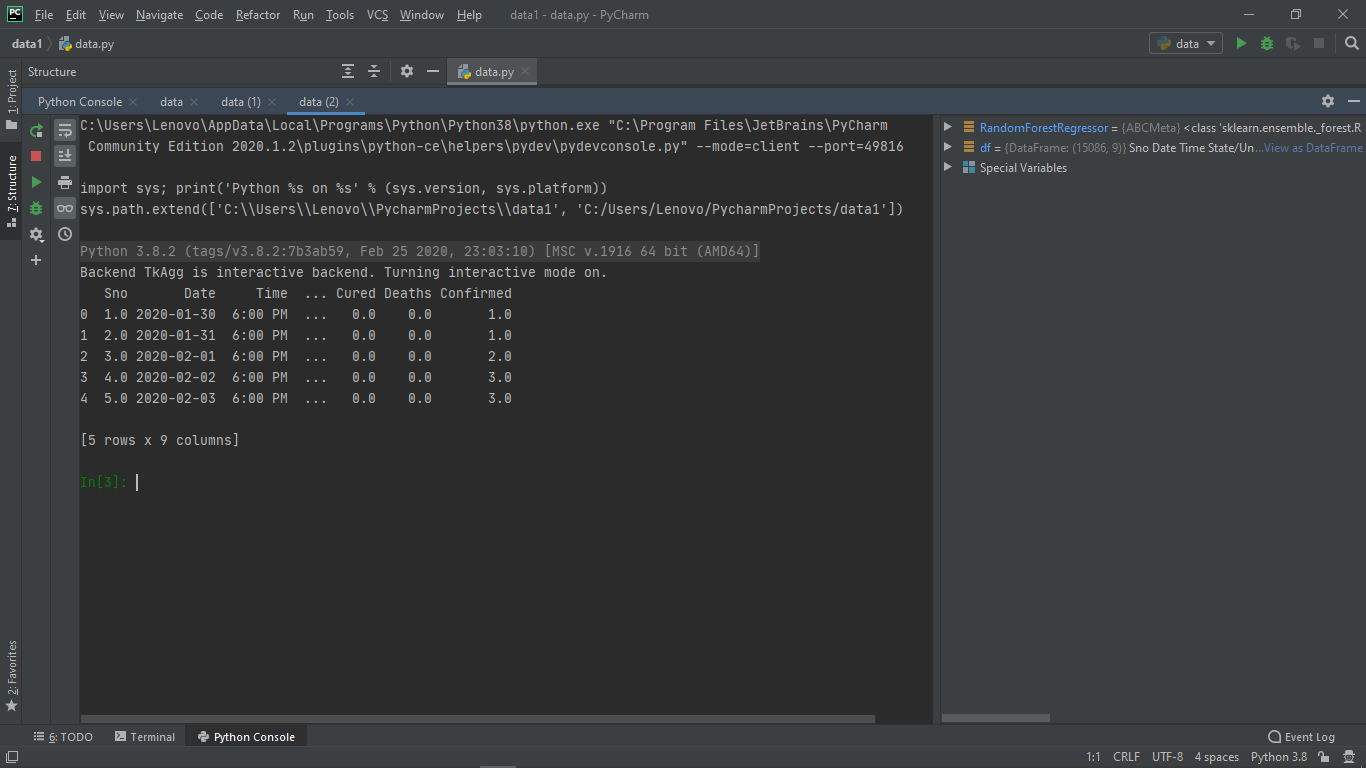 PC File Edit View Navigate Code Refactor Run Tools VCS Window Help data1 - data.py - PyCharm
data1 data.py data
Structure data.py
1: Project
7: Structure
2: Favorites
Python Console data data (1) data (2)
C:\Users\Lenovo\AppData\Local\Programs\Python\Python38\python.exe "C:\Program Files\JetBrains\PyCharm
Community Edition 2020.1.2\plugins\python-ce\helpers\pydev\pydevconsole.py" --mode=client --port=49816
import sys; print('Python %s on %s' % (sys.version, sys.platform))
sys.path.extend(['C:\\Users\\Lenovo\\PycharmProjects\\data1', 'C:/Users/Lenovo/PycharmProjects/data1'])
Python 3.8.2 (tags/v3.8.2:7b3ab59, Feb 25 2020, 23:03:10) [MSC v.1916 64 bit (AMD64)]
Backend TkAgg is interactive backend. Turning interactive mode on.
Sno Date Time ... Cured Deaths Confirmed
0 1.0 2020-01-30 6:00 PM ... 0.0 0.0 1.0
1 2.0 2020-01-31 6:00 PM ... 0.0 0.0 1.0
2 3.0 2020-02-01 6:00 PM ... 0.0 0.0 2.0
3 4.0 2020-02-02 6:00 PM ... 0.0 0.0 3.0
4 5.0 2020-02-03 6:00 PM ... 0.0 0.0 3.0
[5 rows x 9 columns]
In[3]:
RandomForestRegressor = {ABCMeta} <class 'sklearn.ensemble._forest.R
df = {DataFrame: (15086, 9)} Sno Date Time State/Un ...View as DataFrame
Special Variables
6: TODO Terminal Python Console Event Log
1:1 CRLF UTF-8 4 spaces Python 3.8